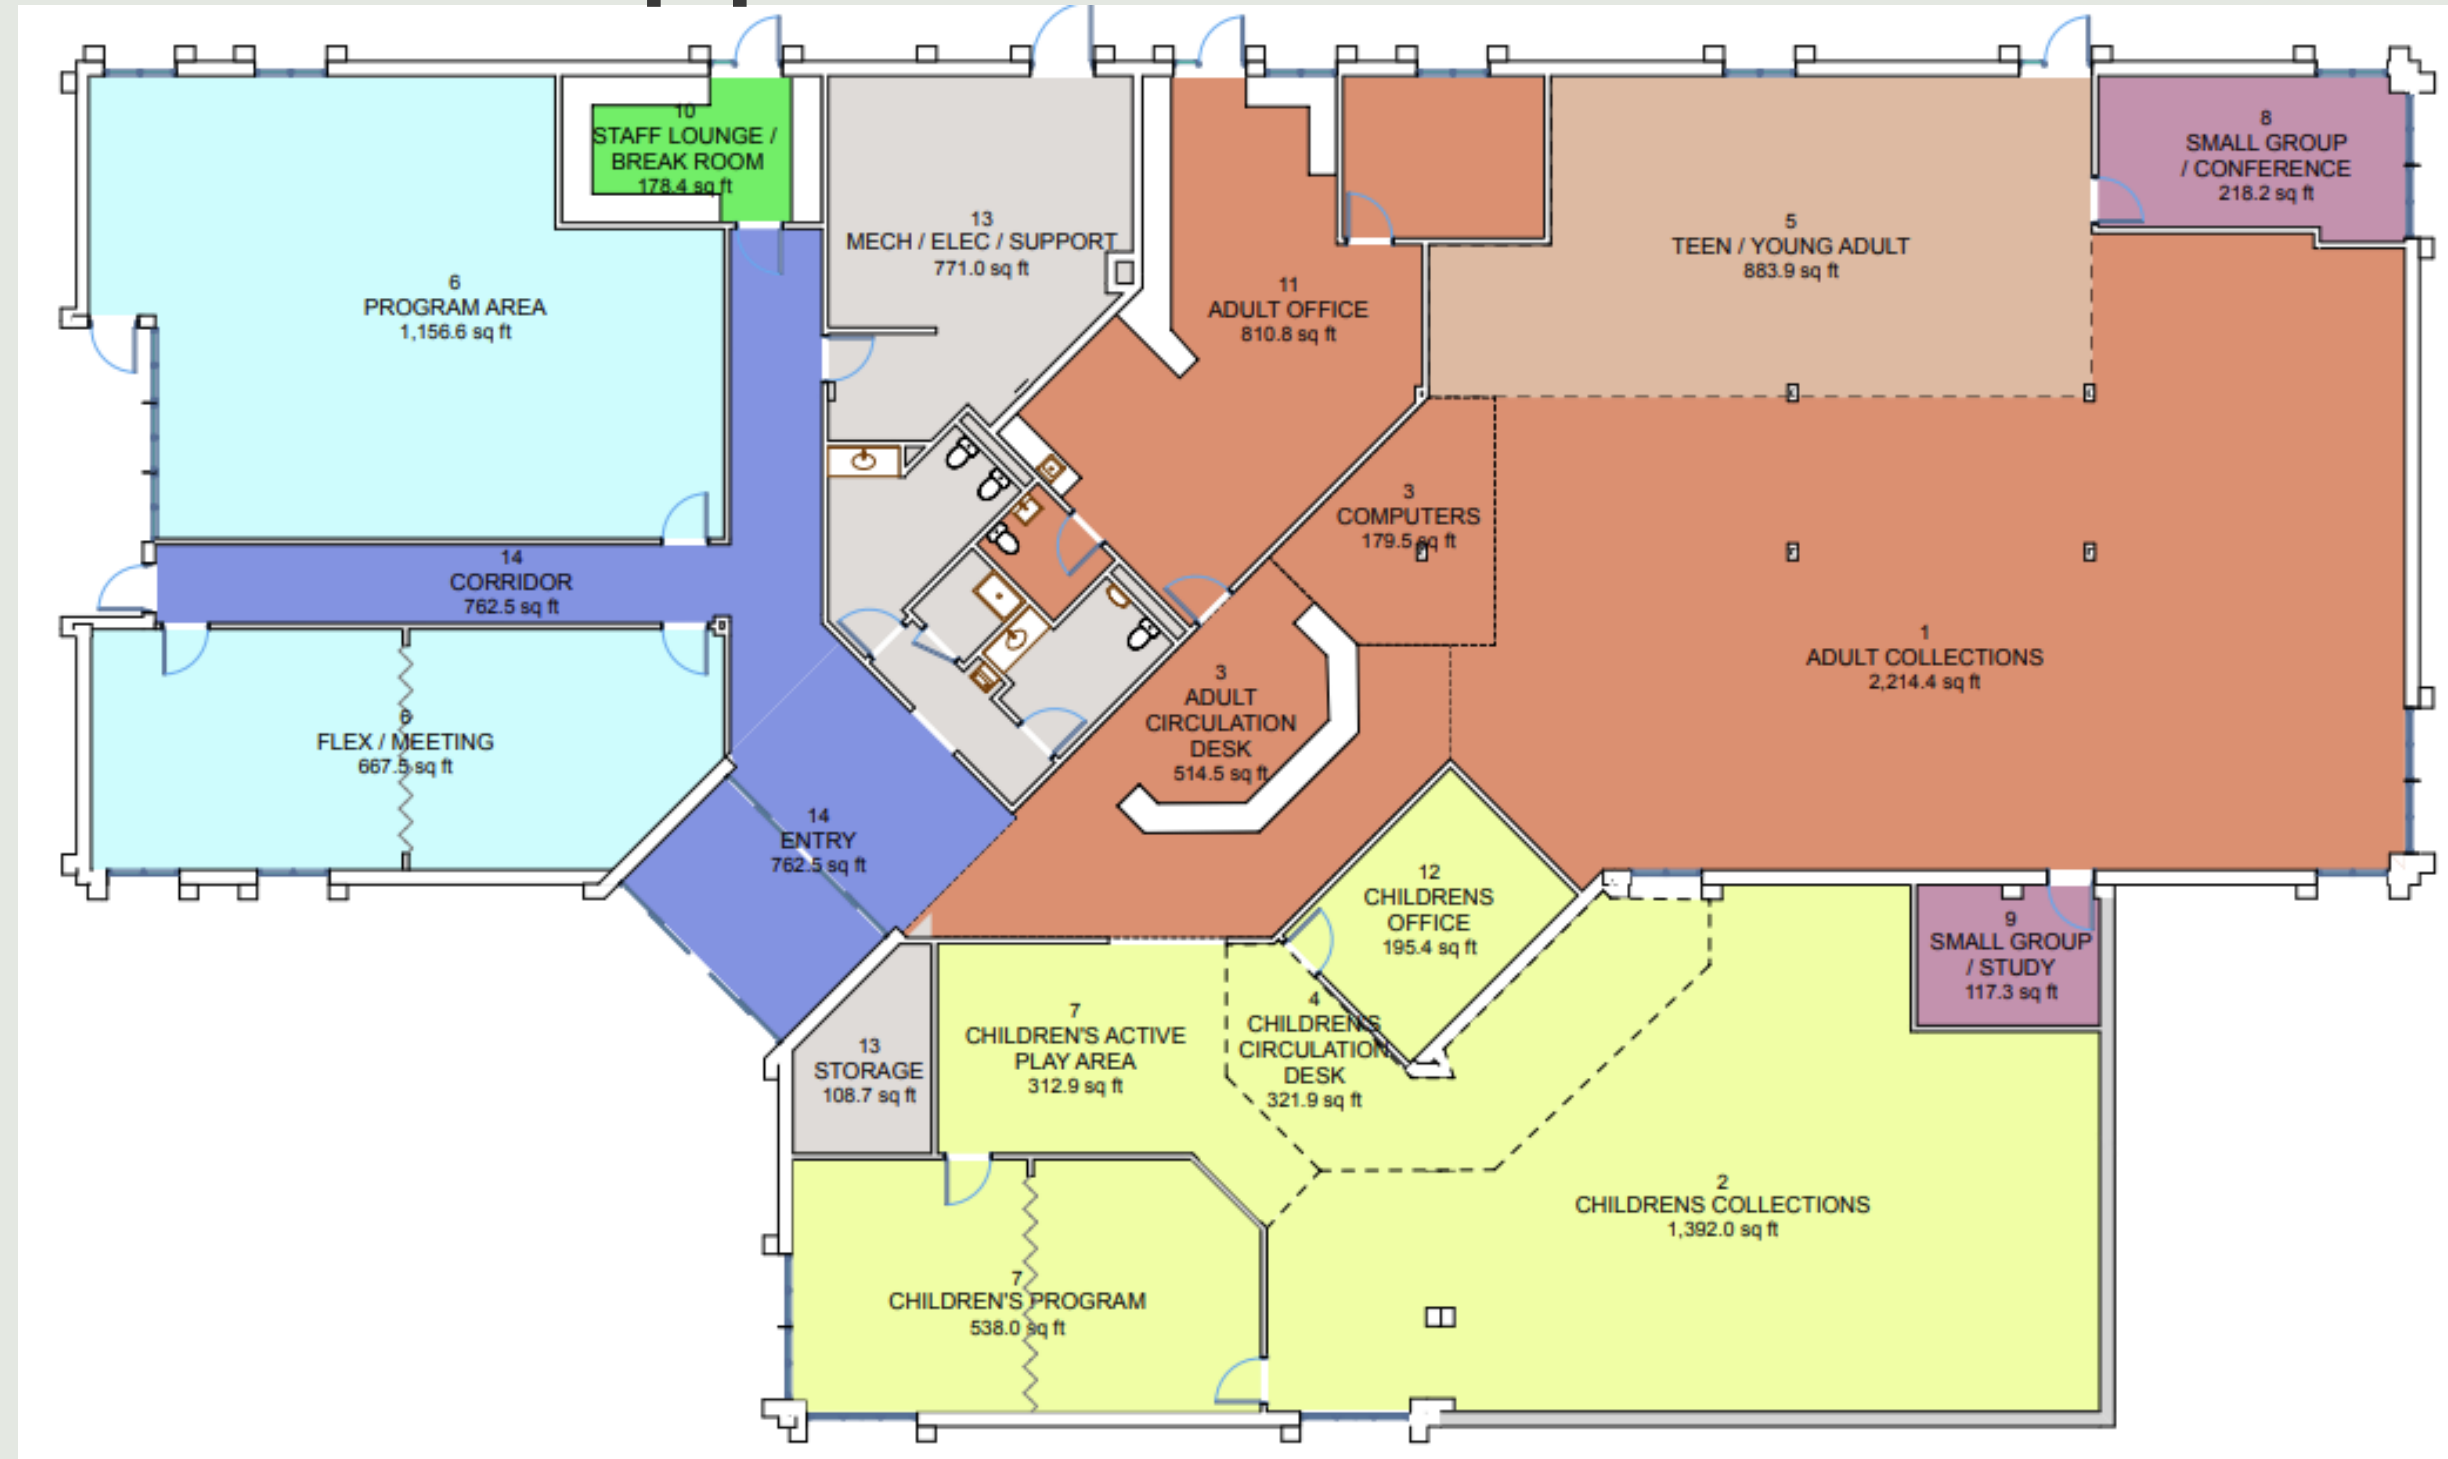 10
STAFF LOUNGE /
BREAK ROOM
178.4 sq ft
8
SMALL GROUP
/ CONFERENCE
218.2 sq ft
13
MECH / ELEC / SUPPORT
771.0 sq ft
5
TEEN / YOUNG ADULT
883.9 sq ft
6
PROGRAM AREA
1,156.6 sq ft
11
ADULT OFFICE
810.8 sq ft
3
COMPUTERS
179.5 sq ft
14
CORRIDOR
762.5 sq ft
1
ADULT COLLECTIONS
2,214.4 sq ft
3
ADULT
CIRCULATION
DESK
514.5 sq ft
6
FLEX / MEETING
667.5 sq ft
14
ENTRY
762.5 sq ft
12
CHILDRENS
OFFICE
195.4 sq ft
9
SMALL GROUP
/ STUDY
117.3 sq ft
7
CHILDREN'S ACTIVE
PLAY AREA
312.9 sq ft
4
CHILDREN'S
CIRCULATION
DESK
321.9 sq ft
13
STORAGE
108.7 sq ft
2
CHILDRENS COLLECTIONS
1,392.0 sq ft
7
CHILDREN'S PROGRAM
538.0 sq ft